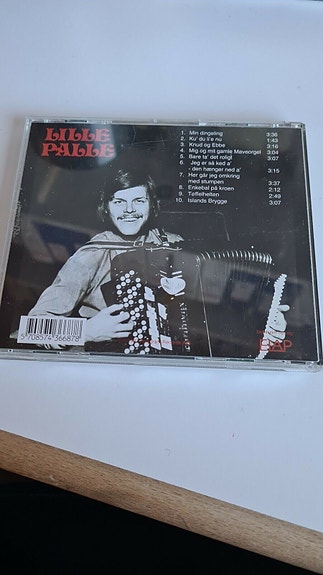 LILLE
PALLE
1. Min dingeling 3:36
2. Ku' du li'e nu 1:43
3. Knud og Ebbe 3:16
4. Mig og mit gamle Maveorgel 3:04
5. Bare ta' det roligt 3:07
6. Jeg er så ked a'
- den hænger ned a' 3:15
7. Her går jeg omkring
med stumpen 3:37
8. Enkebal på kroen 2:12
9. Tøffelhelten 2:49
10. Islands Brygge 3:07
5 708574 366878